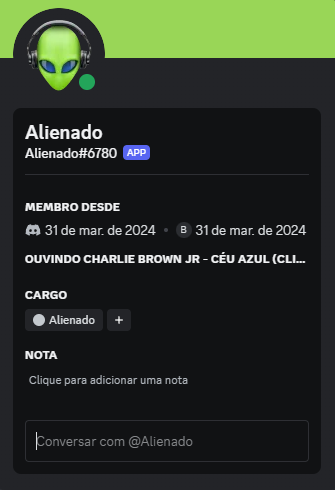 Alienado
Alienado#6780 APP
MEMBRO DESDE
31 de mar. de 2024 • B 31 de mar. de 2024
OUVINDO CHARLIE BROWN JR - CÉU AZUL (CLI...
CARGO
Alienado +
NOTA
Clique para adicionar uma nota
Conversar com @Alienado